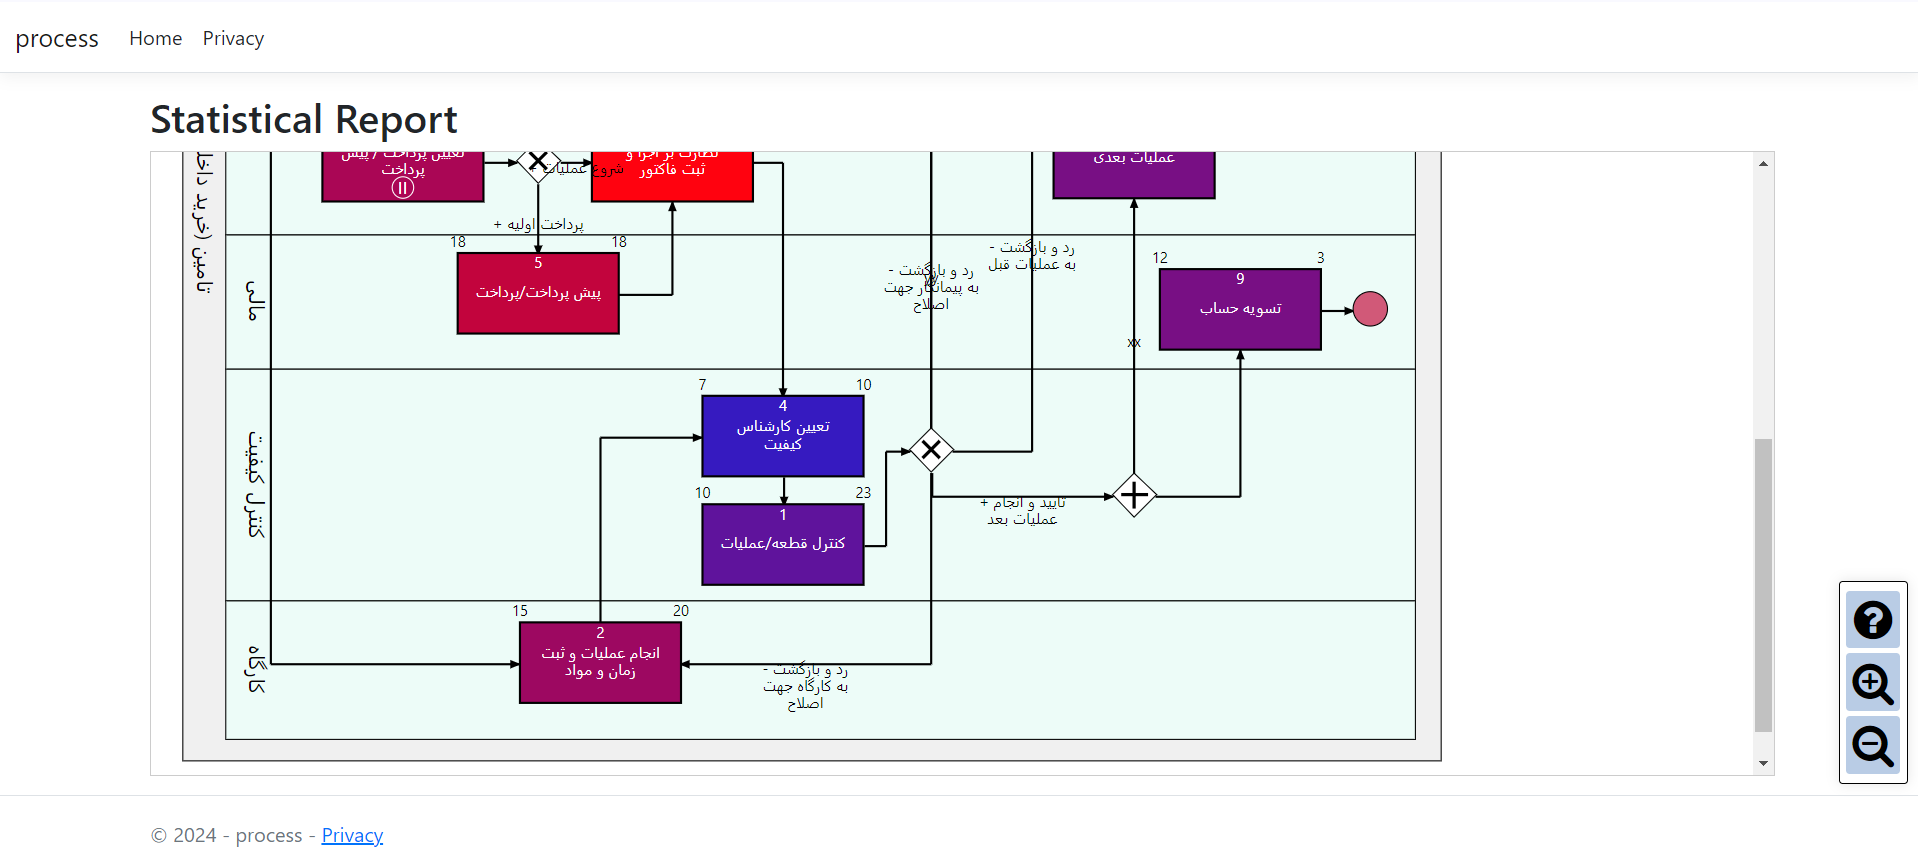 process
Home
Privacy
Statistical Report
تامین (خرید داخلـ
تعیین پرداخت / پیش
پرداخت
شروع عملیات +
نظارت بر اجرا و
ثبت فاکتور
عملیات بعدی
پرداخت اولیه +
مالی
18
18
5
پیش پرداخت/پرداخت
رد و بازگشت -
به پیمانکار جهت
اصلاح
رد و بازگشت -
به عملیات قبل
xx
12
3
9
تسویه حساب
کنترل کیفیت
7
10
4
تعیین کارشناس
کیفیت
10
23
1
کنترل قطعه/عملیات
تایید و انجام +
عملیات بعد
کارگاه
15
20
2
انجام عملیات و ثبت
زمان و مواد
رد و بازگشت -
به کارگاه جهت
اصلاح
© 2024 - process - Privacy